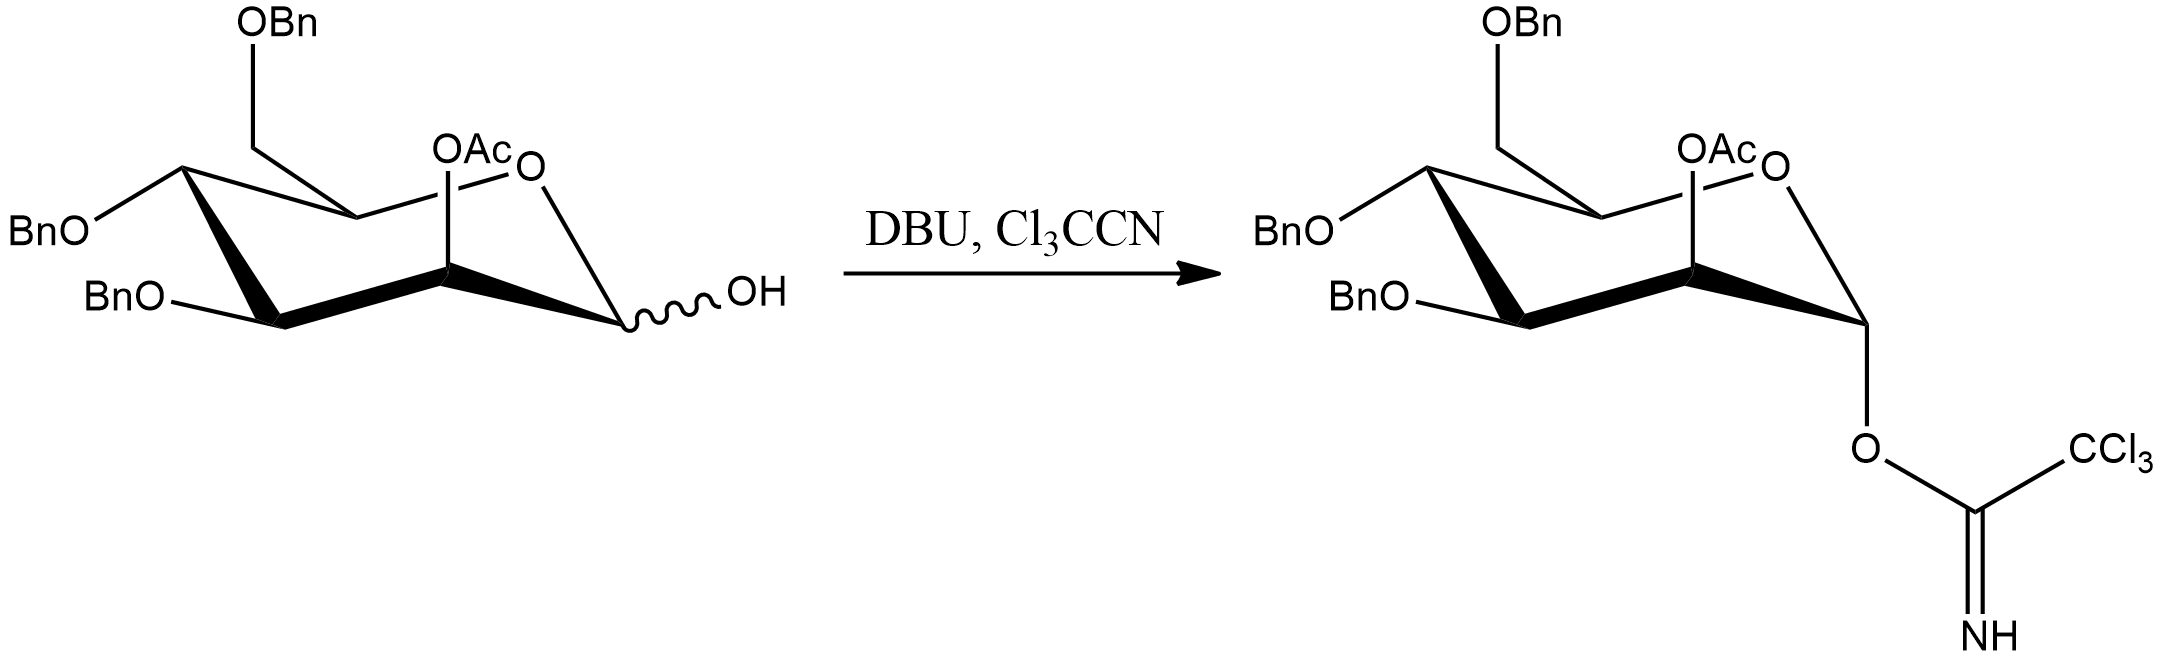 OBn
OAc
O
BnO
BnO
OH
DBU, Cl3CCN
OBn
OAc
O
BnO
BnO
O
CCl3
NH